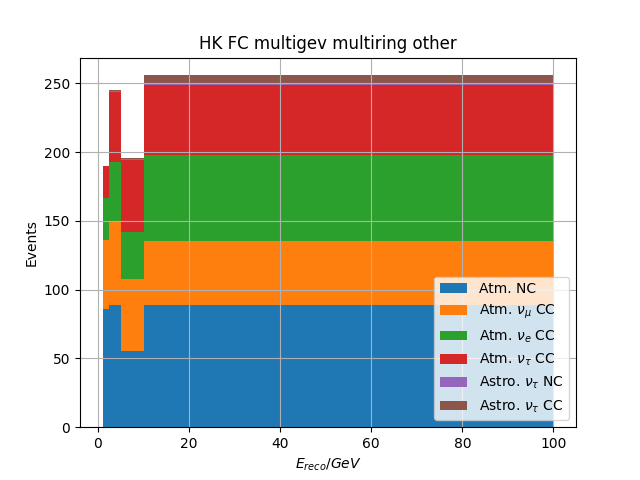 HK FC multigev multiring other
Events
250
200
150
100
50
0
0 20 40 60 80 100
E_reco/GeV
Atm. NC
Atm. ν_μ CC
Atm. ν_e CC
Atm. ν_τ CC
Astro. ν_τ NC
Astro. ν_τ CC